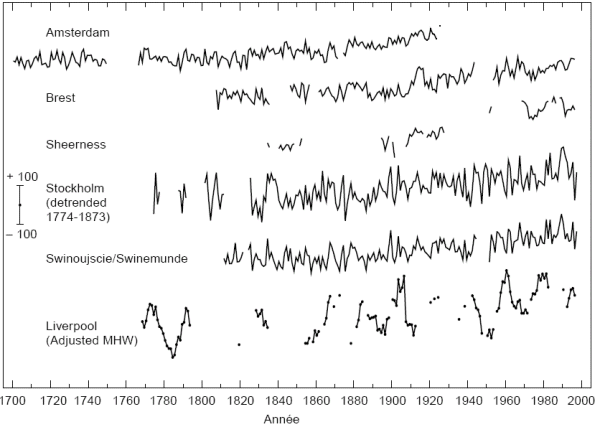 Amsterdam
Brest
Sheerness
+ 100
– 100
Stockholm
(detrended
1774-1873)
Swinoujscie/Swinemunde
Liverpool
(Adjusted MHW)
1700 1720 1740 1760 1780 1800 1820 1840 1860 1880 1900 1920 1940 1960 1980 2000
Année